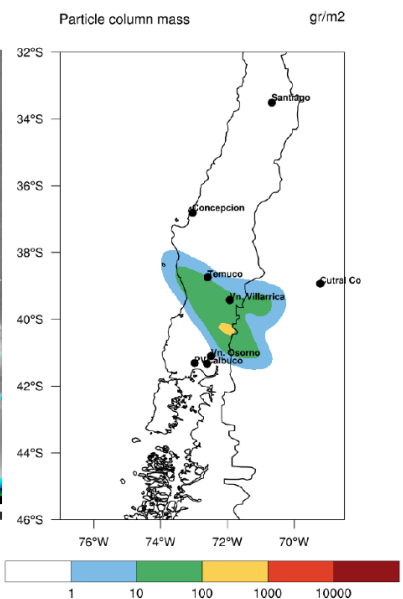 Particle column mass gr/m2
32°S
Santiago
34°S
36°S
Concepcion
38°S
Temuco
Cutral Co
Vn. Villarrica
40°S
Vn. Osorno
Calbuco
42°S
44°S
46°S
76°W 74°W 72°W 70°W
1 10 100 1000 10000